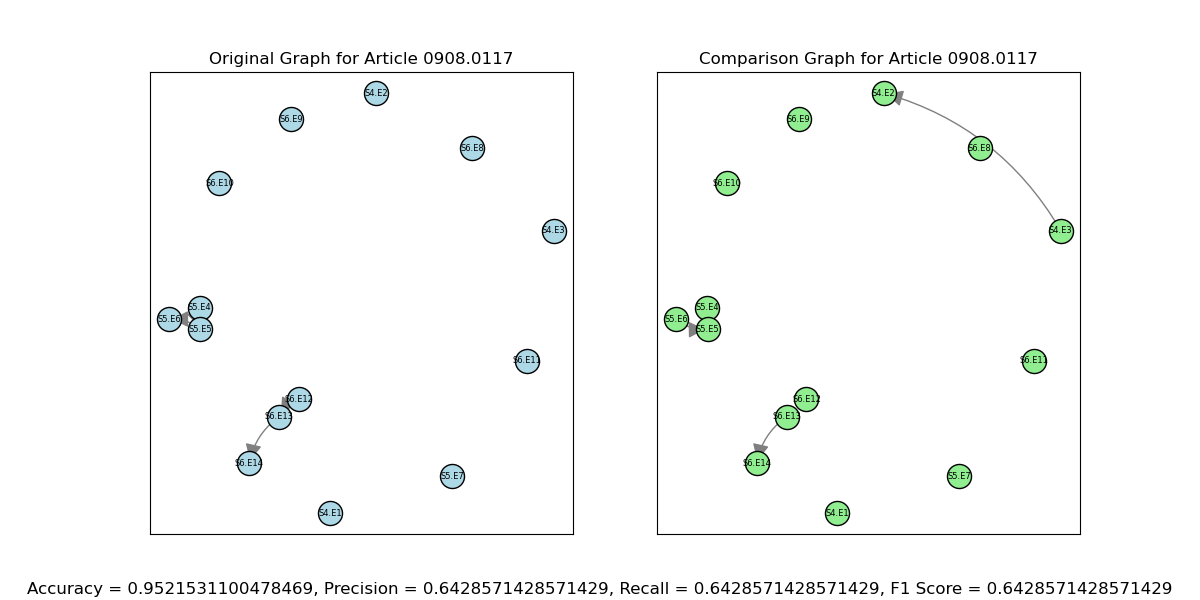 Original Graph for Article 0908.0117
Comparison Graph for Article 0908.0117
S4.E2
S6.E9
S6.E8
S6.E10
S4.E3
S5.E4
S5.E6
S5.E5
S6.E11
S6.E12
S6.E13
S6.E14
S5.E7
S4.E1
S4.E2
S6.E9
S6.E8
S6.E10
S4.E3
S5.E4
S5.E6
S5.E5
S6.E11
S6.E12
S6.E13
S6.E14
S5.E7
S4.E1
Accuracy = 0.9521531100478469, Precision = 0.6428571428571429, Recall = 0.6428571428571429, F1 Score = 0.6428571428571429